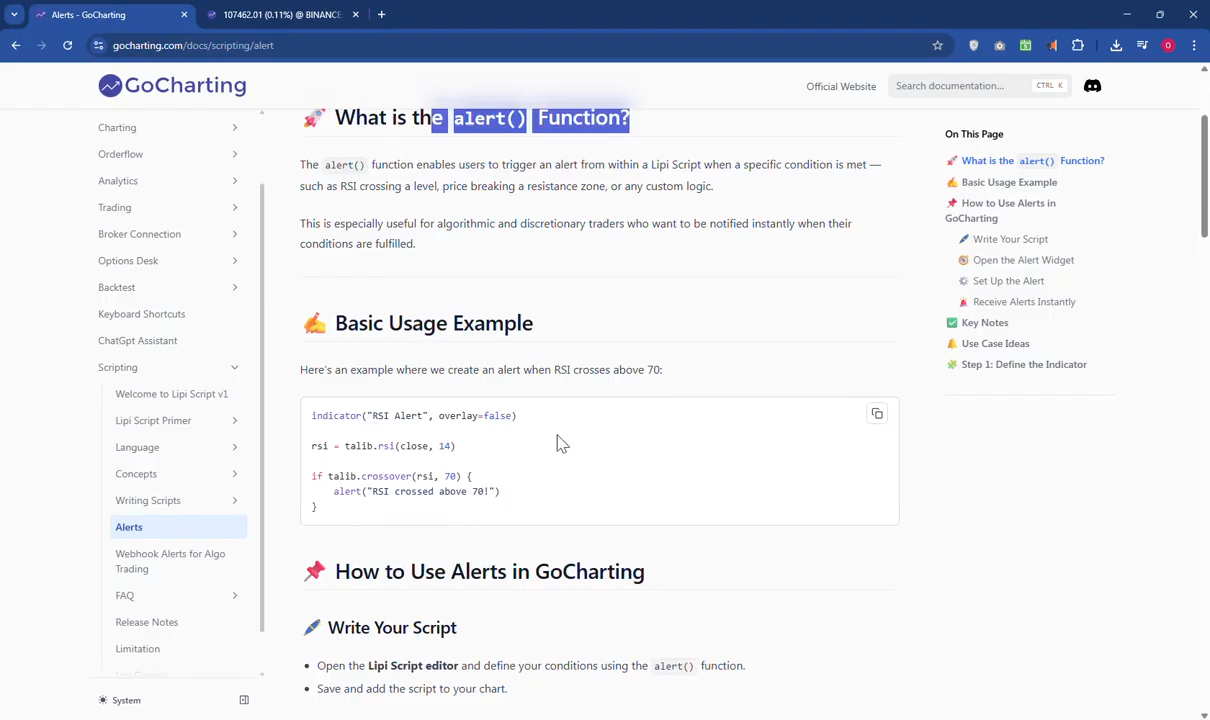 Alerts - GoCharting
107462.01 (0.11%) @ BINANCE
gocharting.com/docs/scripting/alert
O
GoCharting
Official Website
Search documentation...
CTRL K
Charting
Orderflow
Analytics
Trading
Broker Connection
Options Desk
Backtest
Keyboard Shortcuts
ChatGpt Assistant
Scripting
Welcome to Lipi Script v1
Lipi Script Primer
Language
Concepts
Writing Scripts
Alerts
Webhook Alerts for Algo
Trading
FAQ
Release Notes
Limitation
System
🚀 What is the alert() Function?
The alert() function enables users to trigger an alert from within a Lipi Script when a specific condition is met —
such as RSI crossing a level, price breaking a resistance zone, or any custom logic.
This is especially useful for algorithmic and discretionary traders who want to be notified instantly when their
conditions are fulfilled.
✍️ Basic Usage Example
Here's an example where we create an alert when RSI crosses above 70:
indicator("RSI Alert", overlay=false)
rsi = talib.rsi(close, 14)
if talib.crossover(rsi, 70) {
alert("RSI crossed above 70!")
}
📌 How to Use Alerts in GoCharting
🖋️ Write Your Script
• Open the Lipi Script editor and define your conditions using the alert() function.
• Save and add the script to your chart.
On This Page
🚀 What is the alert() Function?
✍️ Basic Usage Example
📌 How to Use Alerts in
GoCharting
🖋️ Write Your Script
🧭 Open the Alert Widget
⚙️ Set Up the Alert
🚨 Receive Alerts Instantly
✅ Key Notes
🔔 Use Case Ideas
🧩 Step 1: Define the Indicator